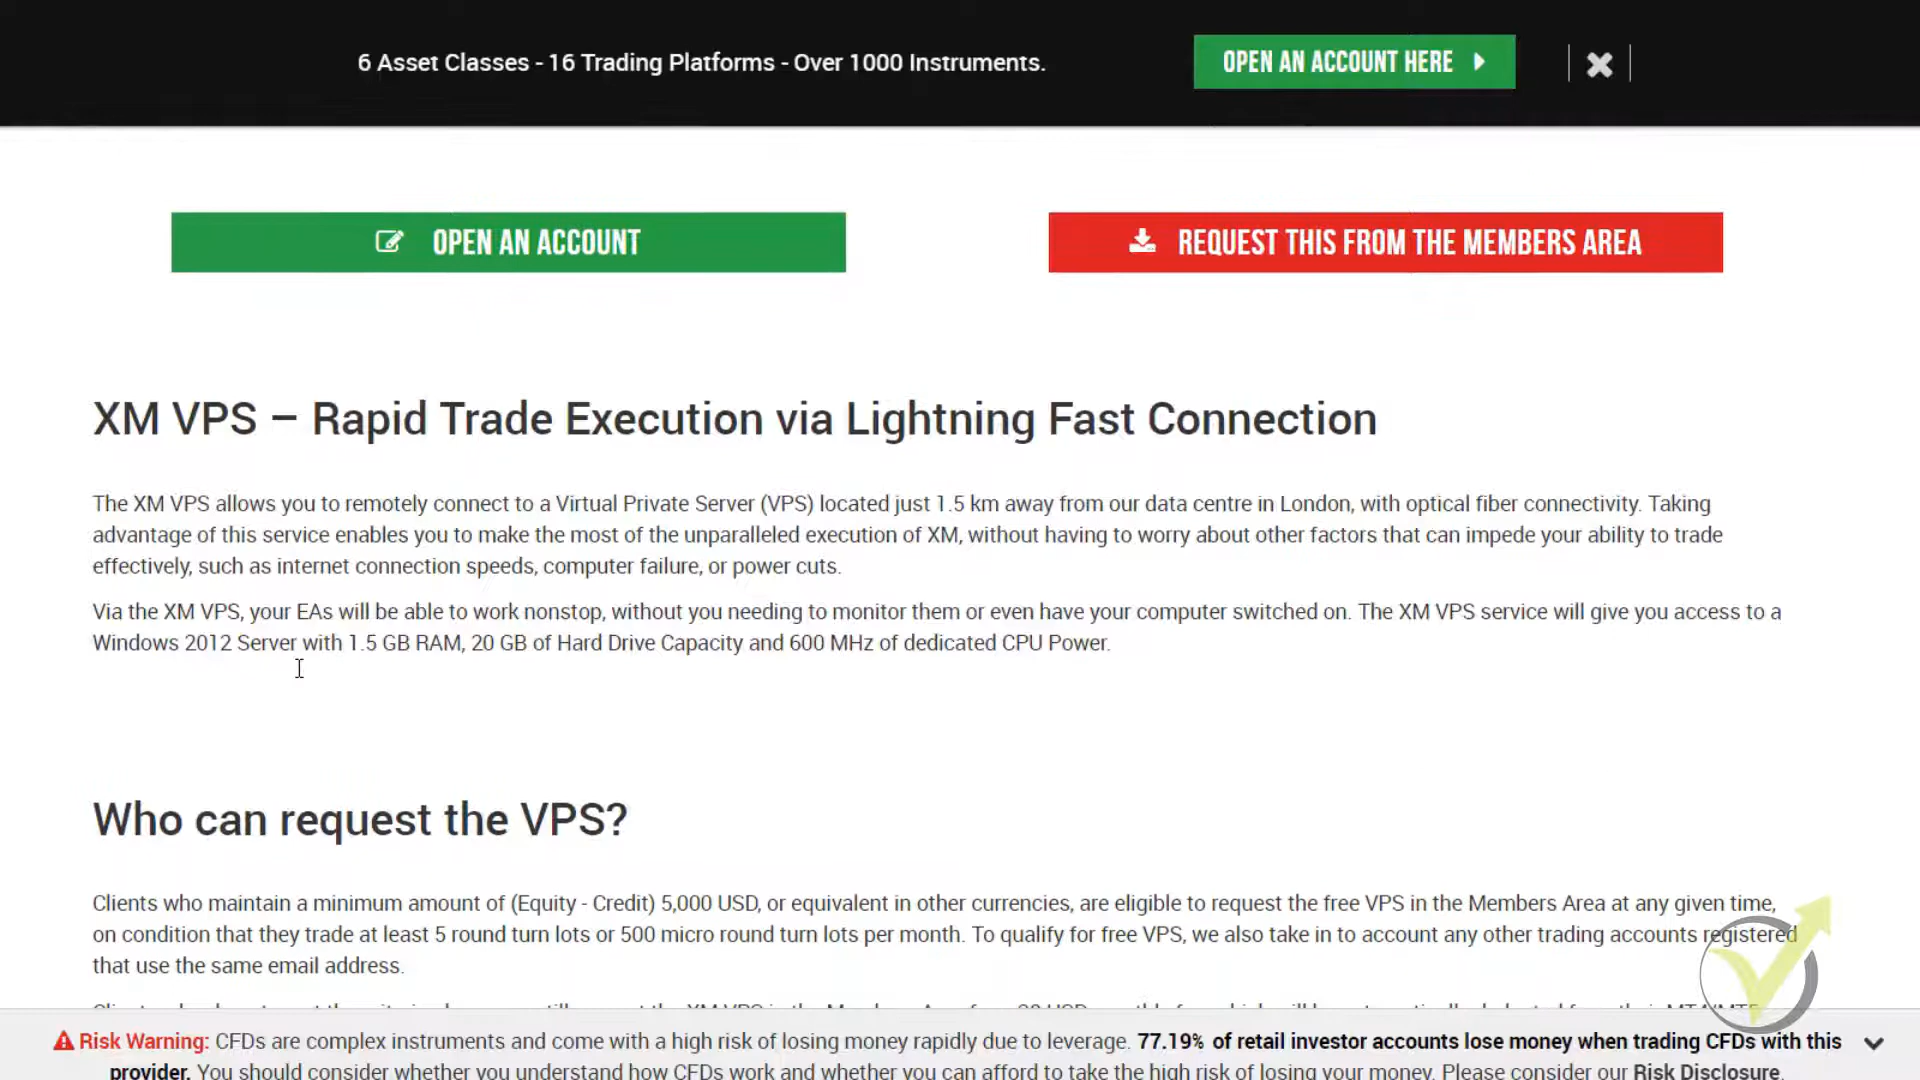 6 Asset Classes - 16 Trading Platforms - Over 1000 Instruments.
OPEN AN ACCOUNT HERE
OPEN AN ACCOUNT
REQUEST THIS FROM THE MEMBERS AREA
XM VPS – Rapid Trade Execution via Lightning Fast Connection
The XM VPS allows you to remotely connect to a Virtual Private Server (VPS) located just 1.5 km away from our data centre in London, with optical fiber connectivity. Taking
advantage of this service enables you to make the most of the unparalleled execution of XM, without having to worry about other factors that can impede your ability to trade
effectively, such as internet connection speeds, computer failure, or power cuts.
Via the XM VPS, your EAs will be able to work nonstop, without you needing to monitor them or even have your computer switched on. The XM VPS service will give you access to a
Windows 2012 Server with 1.5 GB RAM, 20 GB of Hard Drive Capacity and 600 MHz of dedicated CPU Power.
Who can request the VPS?
Clients who maintain a minimum amount of (Equity - Credit) 5,000 USD, or equivalent in other currencies, are eligible to request the free VPS in the Members Area at any given time,
on condition that they trade at least 5 round turn lots or 500 micro round turn lots per month. To qualify for free VPS, we also take in to account any other trading accounts registered
that use the same email address.
Risk Warning: CFDs are complex instruments and come with a high risk of losing money rapidly due to leverage. 77.19% of retail investor accounts lose money when trading CFDs with this
provider. You should consider whether you understand how CFDs work and whether you can afford to take the high risk of losing your money. Please consider our Risk Disclosure.